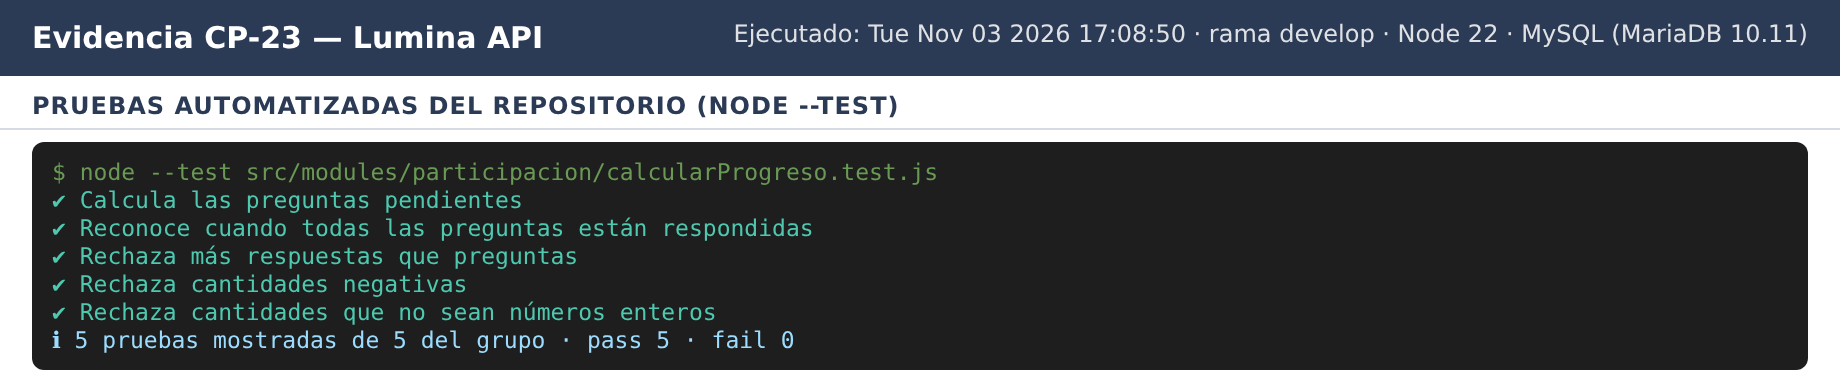 Evidencia CP-23 — Lumina API
Ejecutado: Tue Nov 03 2026 17:08:50 · rama develop · Node 22 · MySQL (MariaDB 10.11)
PRUEBAS AUTOMATIZADAS DEL REPOSITORIO (NODE --TEST)
$ node --test src/modules/participacion/calcularProgreso.test.js
✔ Calcula las preguntas pendientes
✔ Reconoce cuando todas las preguntas están respondidas
✔ Rechaza más respuestas que preguntas
✔ Rechaza cantidades negativas
✔ Rechaza cantidades que no sean números enteros
ℹ 5 pruebas mostradas de 5 del grupo · pass 5 · fail 0